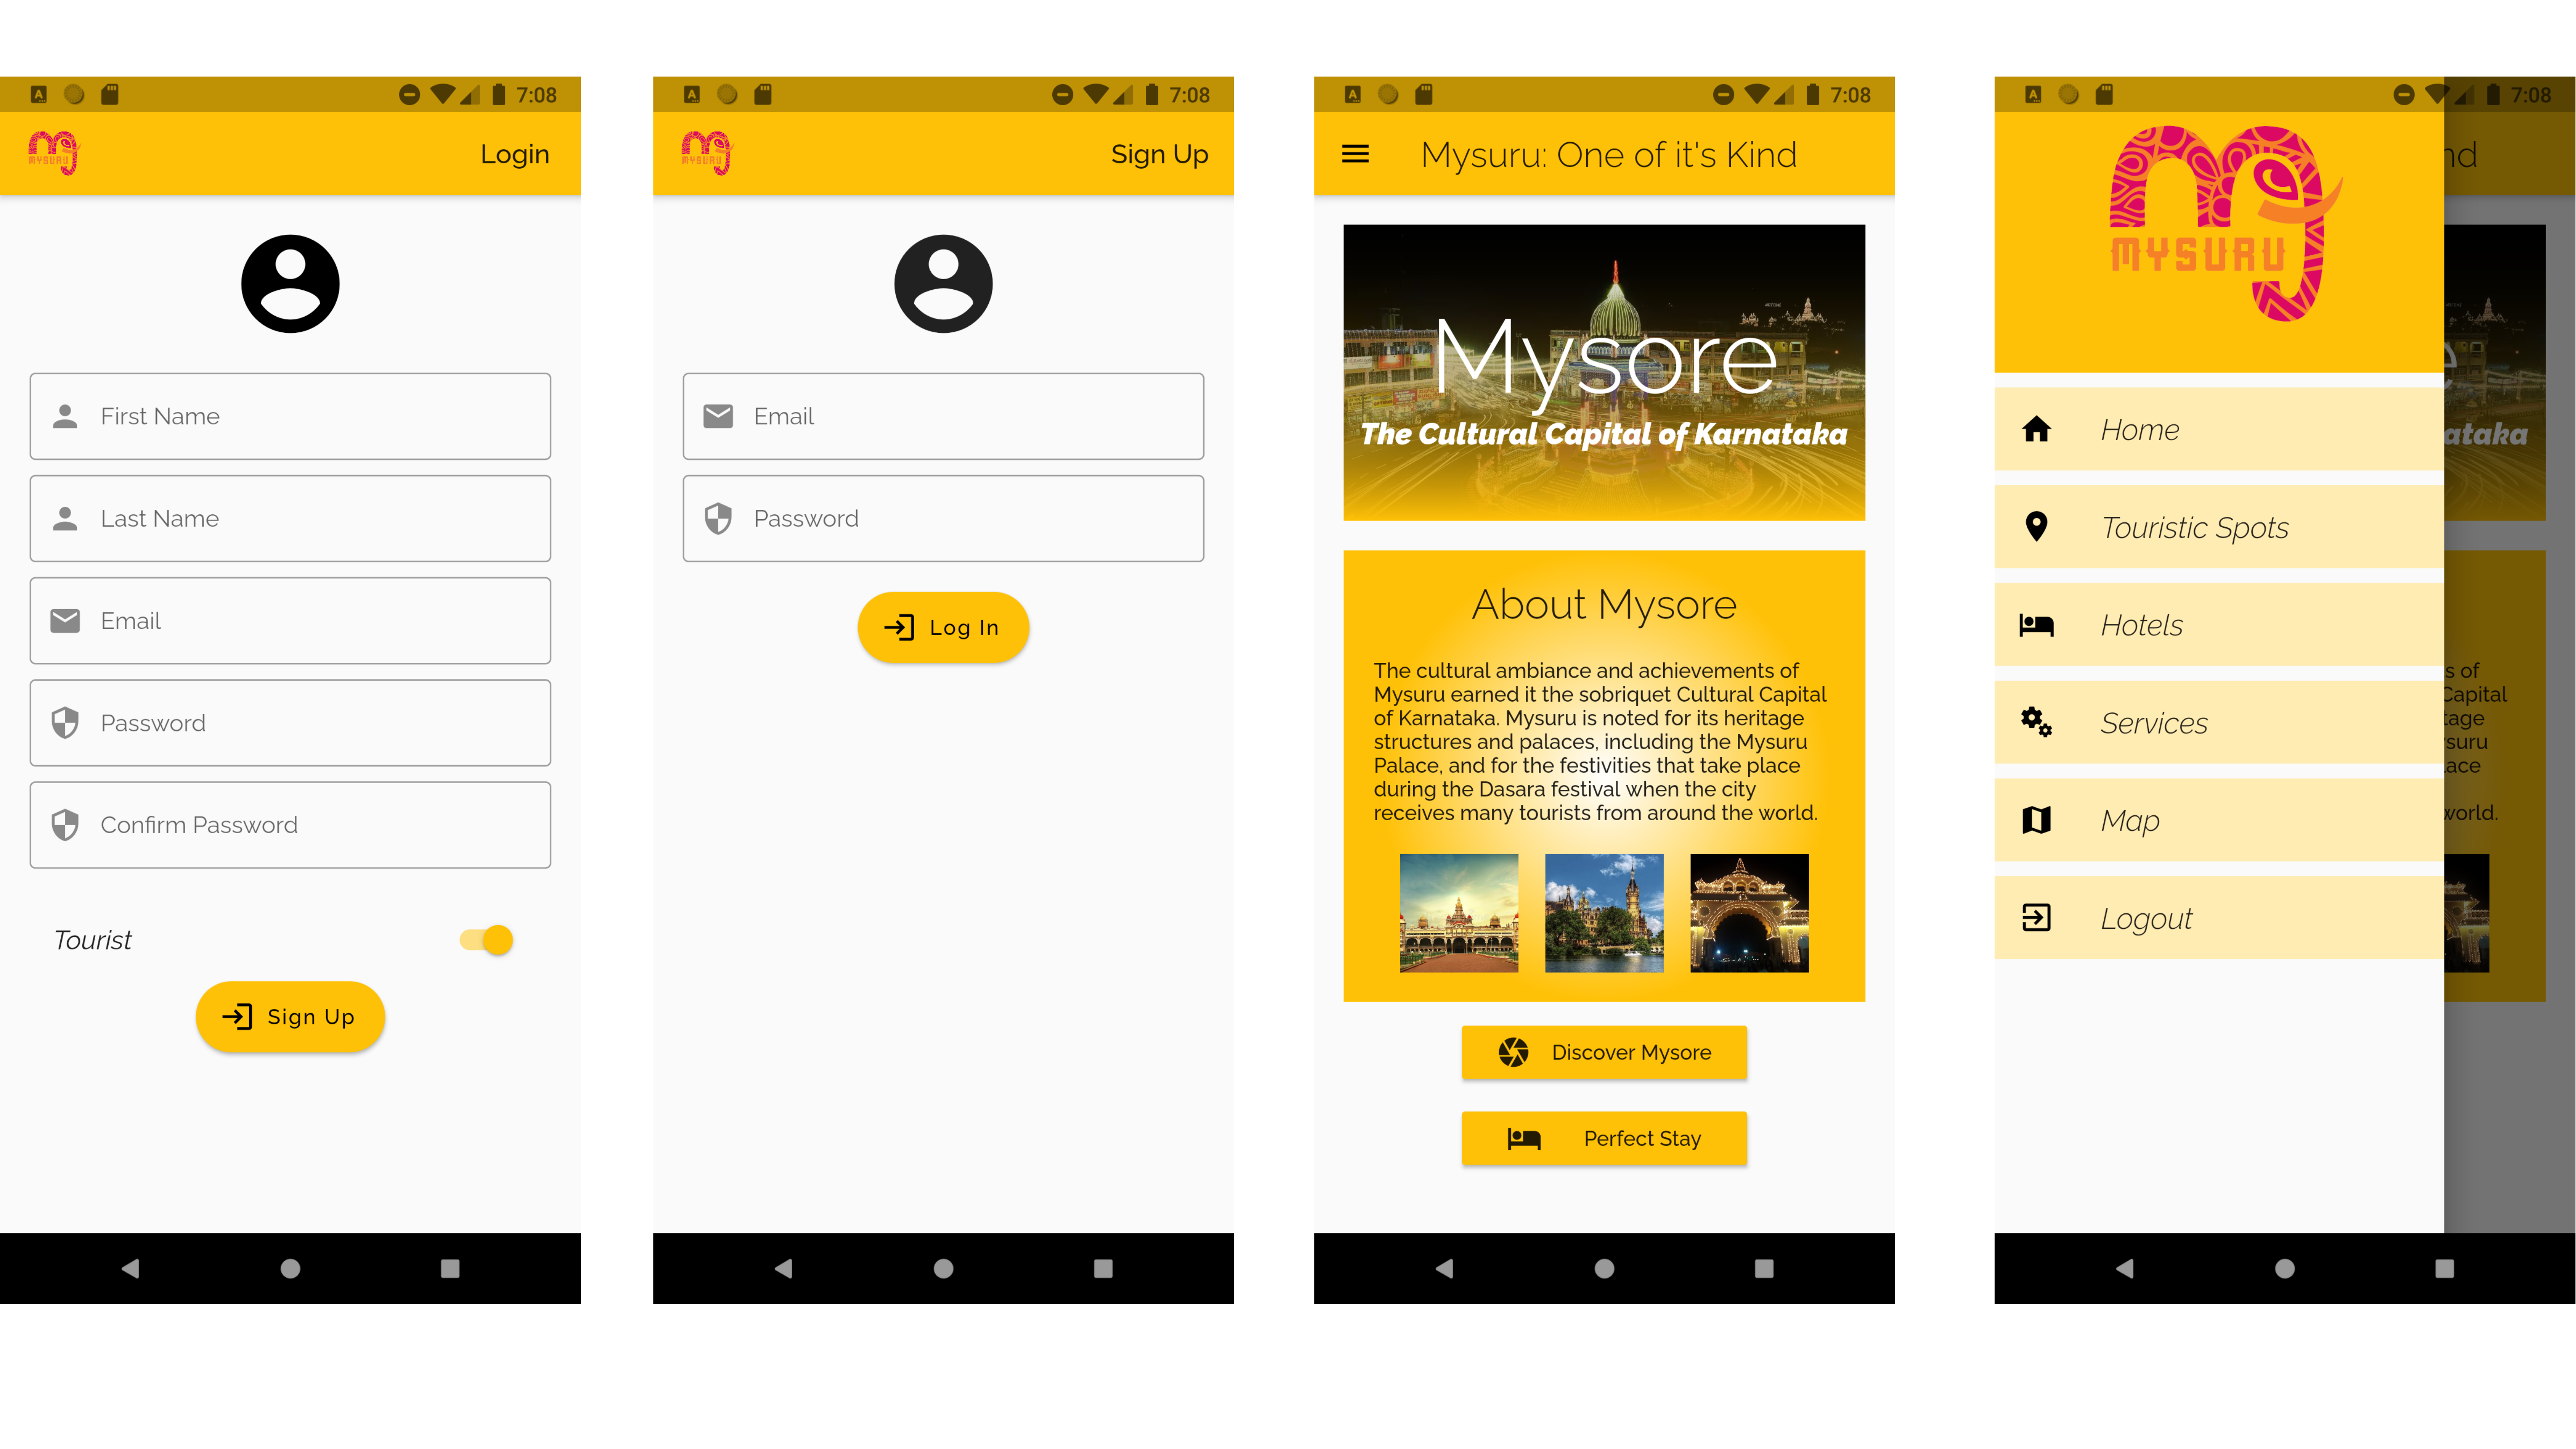 7:08
MYSURU
Login
First Name
Last Name
Email
Password
Confirm Password
Tourist
Sign Up
7:08
MYSURU
Sign Up
Email
Password
Log In
7:08
Mysuru: One of it's Kind
Mysore
The Cultural Capital of Karnataka
About Mysore
The cultural ambiance and achievements of
Mysuru earned it the sobriquet Cultural Capital
of Karnataka. Mysuru is noted for its heritage
structures and palaces, including the Mysuru
Palace, and for the festivities that take place
during the Dasara festival when the city
receives many tourists from around the world.
Discover Mysore
Perfect Stay
7:08
MYSURU
Home
Touristic Spots
Hotels
Services
Map
Logout
nd
ataka
s of
Capital
tage
ysuru
lace
world.